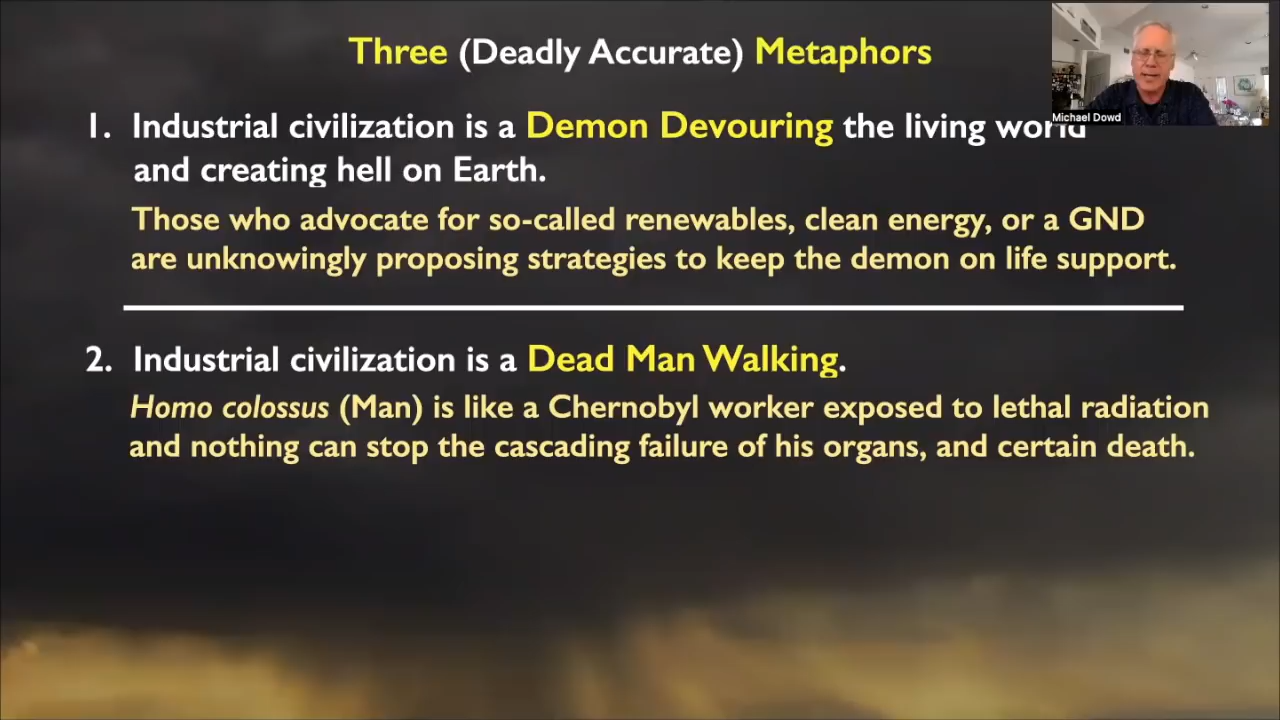 Three (Deadly Accurate) Metaphors
Michael Dowd
1. Industrial civilization is a Demon Devouring the living world
and creating hell on Earth.
Those who advocate for so-called renewables, clean energy, or a GND
are unknowingly proposing strategies to keep the demon on life support.
2. Industrial civilization is a Dead Man Walking.
Homo colossus (Man) is like a Chernobyl worker exposed to lethal radiation
and nothing can stop the cascading failure of his organs, and certain death.